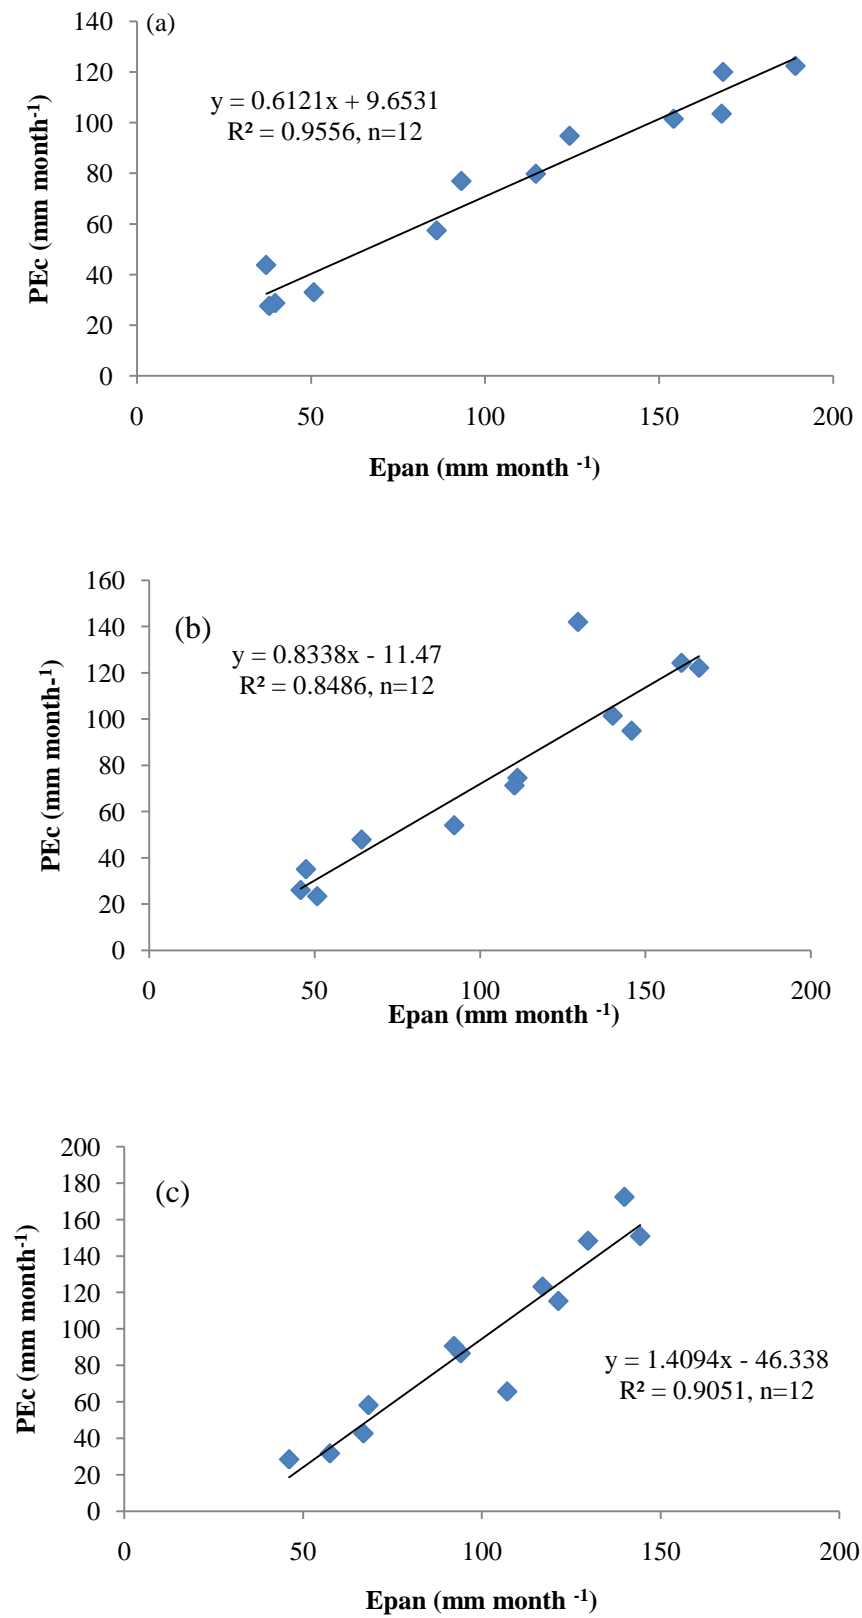 (a)
y = 0.6121x + 9.6531
R² = 0.9556, n=12
PEc (mm month-1)
140
120
100
80
60
40
20
0
0 50 100 150 200
Epan (mm month -1)
(b)
y = 0.8338x - 11.47
R² = 0.8486, n=12
PEc (mm month-1)
160
140
120
100
80
60
40
20
0
0 50 100 150 200
Epan (mm month -1)
(c)
y = 1.4094x - 46.338
R² = 0.9051, n=12
PEc (mm month-1)
200
180
160
140
120
100
80
60
40
20
0
0 50 100 150 200
Epan (mm month -1)